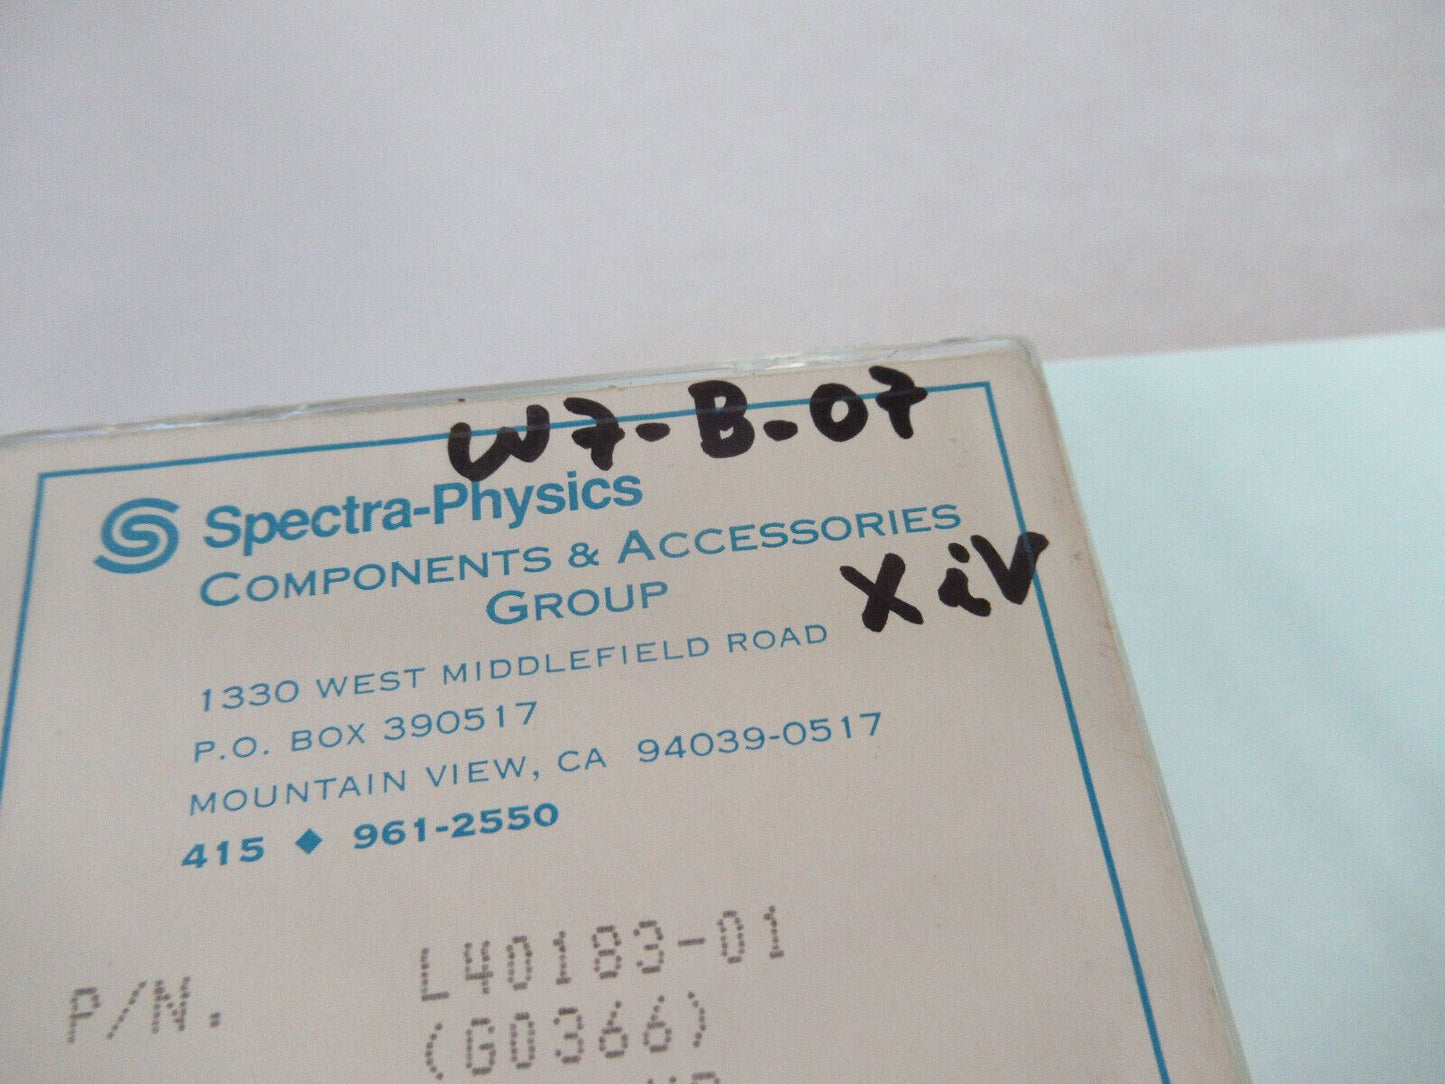 W7-B-07
Spectra-Physics
COMPONENTS & ACCESSORIES
GROUP
XiV
1330 WEST MIDDLEFIELD ROAD
P.O. BOX 390517
MOUNTAIN VIEW, CA 94039-0517
415 ◆ 961-2550
P/N. L40183-01
(G0366)